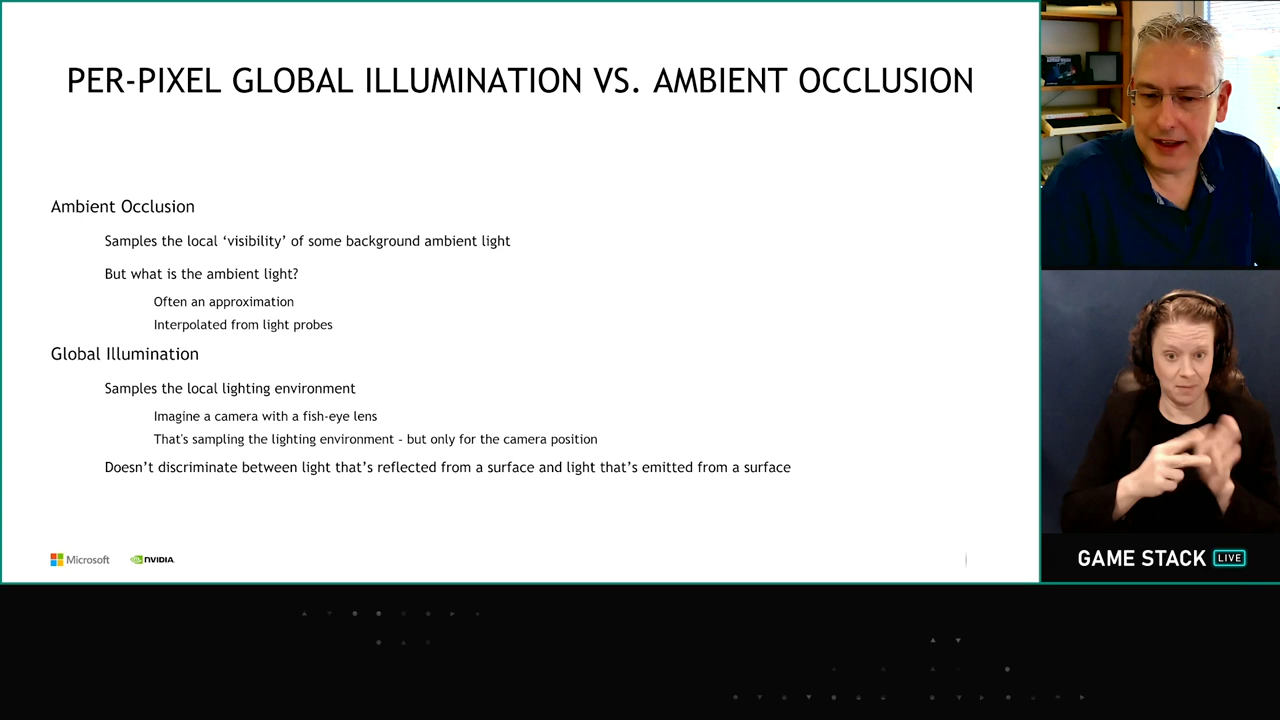 PER-PIXEL GLOBAL ILLUMINATION VS. AMBIENT OCCLUSION
Ambient Occlusion
Samples the local ‘visibility’ of some background ambient light
But what is the ambient light?
Often an approximation
Interpolated from light probes
Global Illumination
Samples the local lighting environment
Imagine a camera with a fish-eye lens
That's sampling the lighting environment - but only for the camera position
Doesn’t discriminate between light that’s reflected from a surface and light that’s emitted from a surface
Microsoft
NVIDIA
GAME STACK LIVE